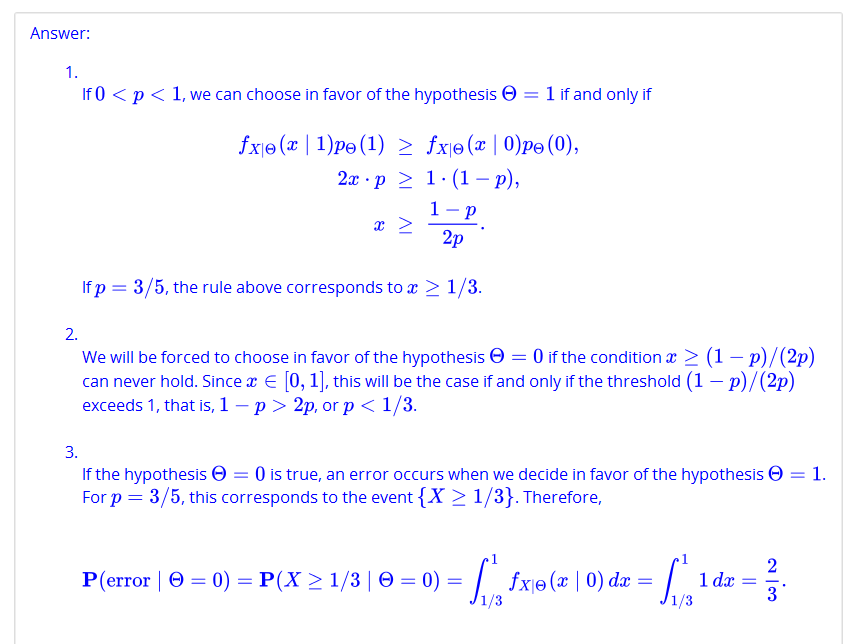 Answer:
1.
If 0 < p < 1, we can choose in favor of the hypothesis Θ = 1 if and only if
f_{X|Θ}(x | 1)p_Θ(1) ≥ f_{X|Θ}(x | 0)p_Θ(0),
2x · p ≥ 1 · (1 − p),
x ≥ \frac{1 − p}{2p}.
If p = 3/5, the rule above corresponds to x ≥ 1/3.
2.
We will be forced to choose in favor of the hypothesis Θ = 0 if the condition x ≥ (1 − p)/(2p)
can never hold. Since x ∈ [0, 1], this will be the case if and only if the threshold (1 − p)/(2p)
exceeds 1, that is, 1 − p > 2p, or p < 1/3.
3.
If the hypothesis Θ = 0 is true, an error occurs when we decide in favor of the hypothesis Θ = 1.
For p = 3/5, this corresponds to the event {X ≥ 1/3}. Therefore,
P(error | Θ = 0) = P(X ≥ 1/3 | Θ = 0) = ∫_{1/3}^{1} f_{X|Θ}(x | 0) dx = ∫_{1/3}^{1} 1 dx = \frac{2}{3}.